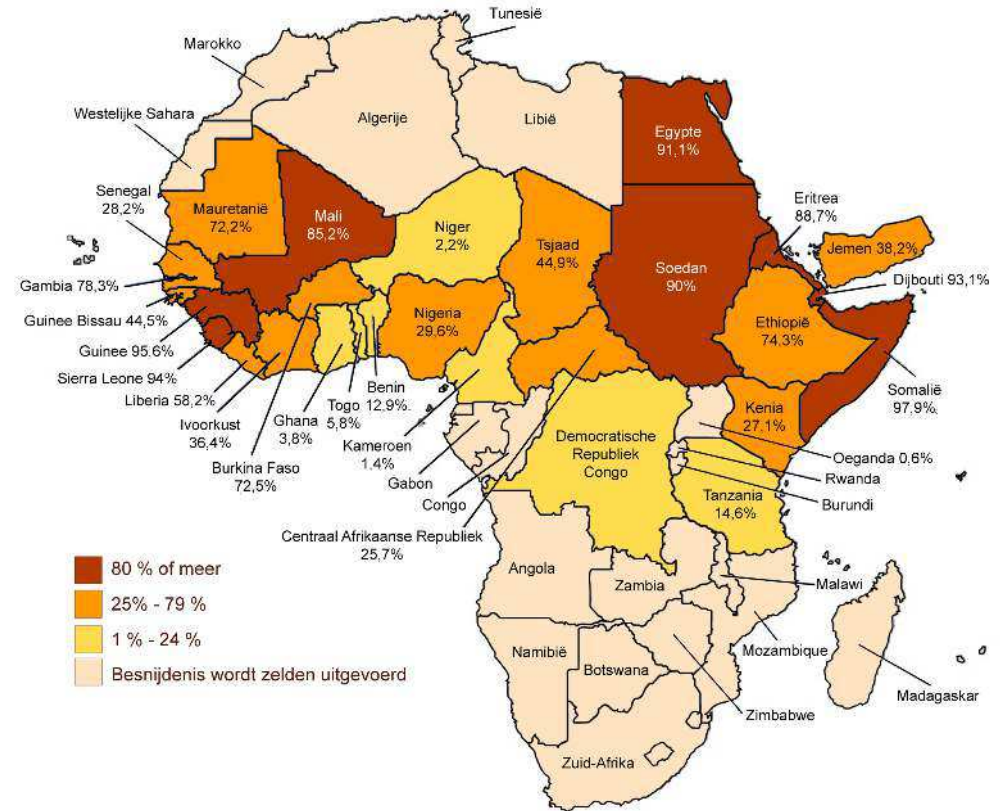 Tunesië
Marokko
Westelijke Sahara
Algerije
Libië
Egypte
91,1%
Senegal
28,2%
Mauretanië
72,2%
Mali
85,2%
Niger
2,2%
Tsjaad
44,9%
Soedan
90%
Eritrea
88,7%
Jemen 38,2%
Dijbouti 93,1%
Gambia 78,3%
Guinee Bissau 44,5%
Guinee 95.6%
Sierra Leone 94%
Liberia 58,2%
Ivoorkust
36,4%
Burkina Faso
72,5%
Ghana
3,8%
Togo
5,8%
Benin
12,9%.
Nigeria
29,6%
Kameroen
1,4%
Gabon
Congo
Centraal Afrikaanse Republiek
25,7%
Ethiopië
74,3%
Somalië
97,9%
Kenia
27,1%
Democratische
Republiek
Congo
Oeganda 0,6%
Rwanda
Burundi
Tanzania
14,6%
Angola
Zambia
Malawi
Mozambique
Namibië
Botswana
Zimbabwe
Madagaskar
Zuid-Afrika
80 % of meer
25% - 79 %
1 % - 24 %
Besnijdenis wordt zelden uitgevoerd